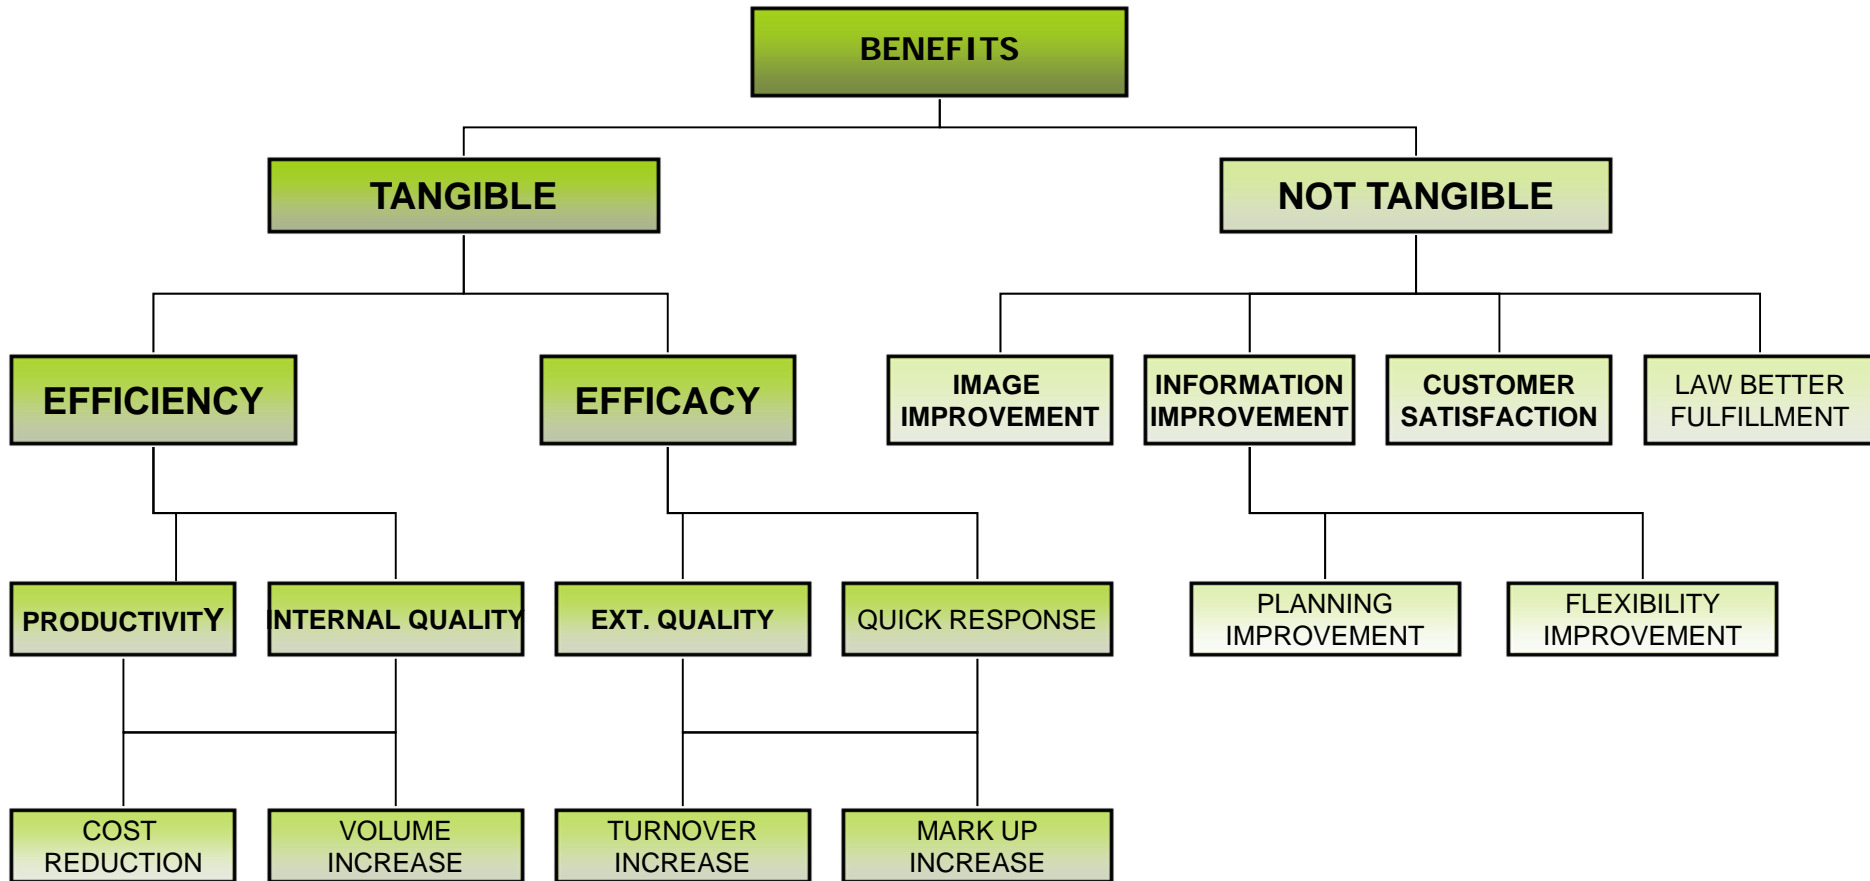 BENEFITS
TANGIBLE
NOT TANGIBLE
EFFICIENCY
EFFICACY
IMAGE
IMPROVEMENT
INFORMATION
IMPROVEMENT
CUSTOMER
SATISFACTION
LAW BETTER
FULFILLMENT
PRODUCTIVITY
INTERNAL QUALITY
EXT. QUALITY
QUICK RESPONSE
PLANNING
IMPROVEMENT
FLEXIBILITY
IMPROVEMENT
COST
REDUCTION
VOLUME
INCREASE
TURNOVER
INCREASE
MARK UP
INCREASE